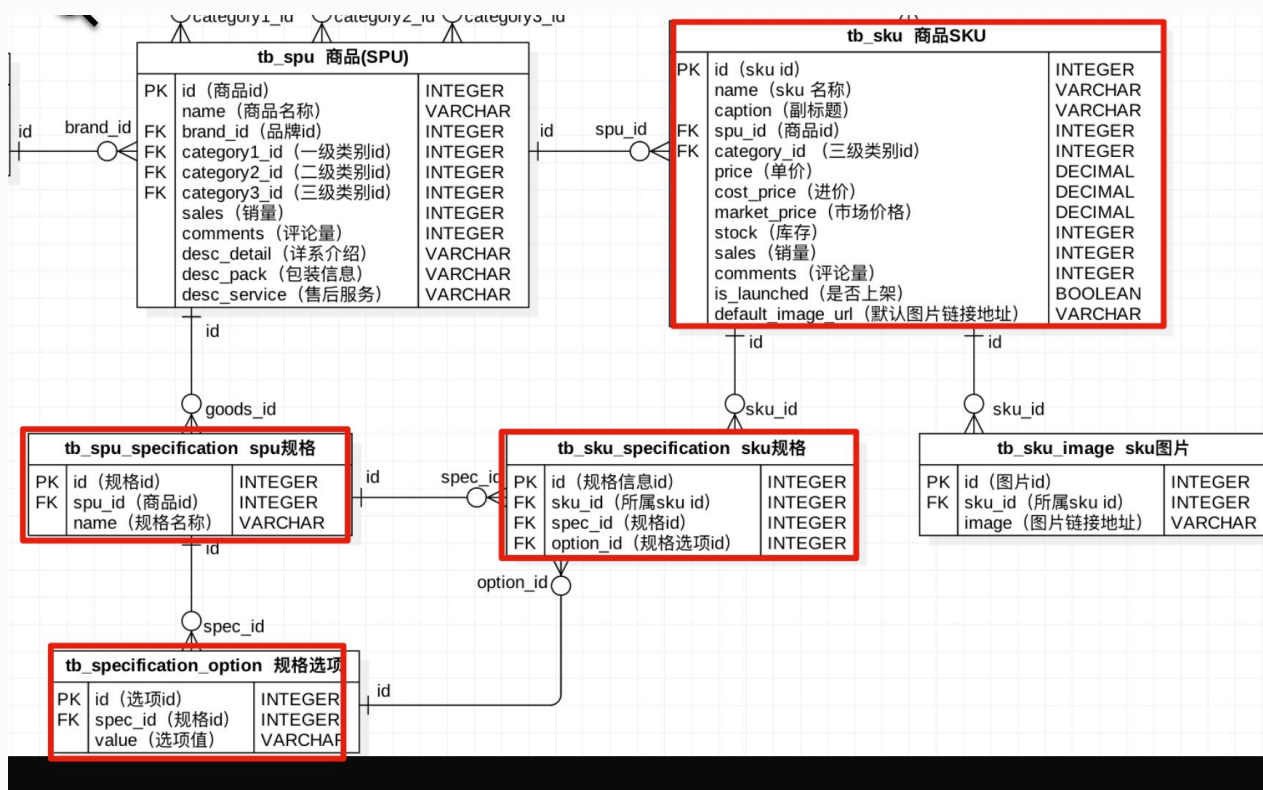 category1_id category2_id category3_id
tb_spu 商品(SPU)
PK id（商品id） INTEGER
name（商品名称） VARCHAR
FK brand_id（品牌id） INTEGER
FK category1_id（一级类别id） INTEGER
FK category2_id（二级类别id） INTEGER
FK category3_id（三级类别id） INTEGER
sales（销量） INTEGER
comments（评论量） INTEGER
desc_detail（详系介绍） VARCHAR
desc_pack（包装信息） VARCHAR
desc_service（售后服务） VARCHAR
id brand_id
id spu_id
tb_sku 商品SKU
PK id（sku id） INTEGER
name（sku 名称） VARCHAR
caption（副标题） VARCHAR
FK spu_id（商品id） INTEGER
FK category_id （三级类别id） INTEGER
price（单价） DECIMAL
cost_price（进价） DECIMAL
market_price（市场价格） DECIMAL
stock（库存） INTEGER
sales（销量） INTEGER
comments（评论量） INTEGER
is_launched（是否上架） BOOLEAN
default_image_url（默认图片链接地址） VARCHAR
id
id
id
goods_id
sku_id
sku_id
tb_spu_specification spu规格
PK id（规格id） INTEGER
FK spu_id（商品id） INTEGER
name（规格名称） VARCHAR
id spec_id
tb_sku_specification sku规格
PK id（规格信息id） INTEGER
FK sku_id（所属sku id） INTEGER
FK spec_id（规格id） INTEGER
FK option_id（规格选项id） INTEGER
tb_sku_image sku图片
PK id（图片id） INTEGER
FK sku_id（所属sku id） INTEGER
image（图片链接地址） VARCHAR
id
option_id
spec_id
tb_specification_option 规格选项
PK id（选项id） INTEGER
FK spec_id（规格id） INTEGER
value（选项值） VARCHAR
id